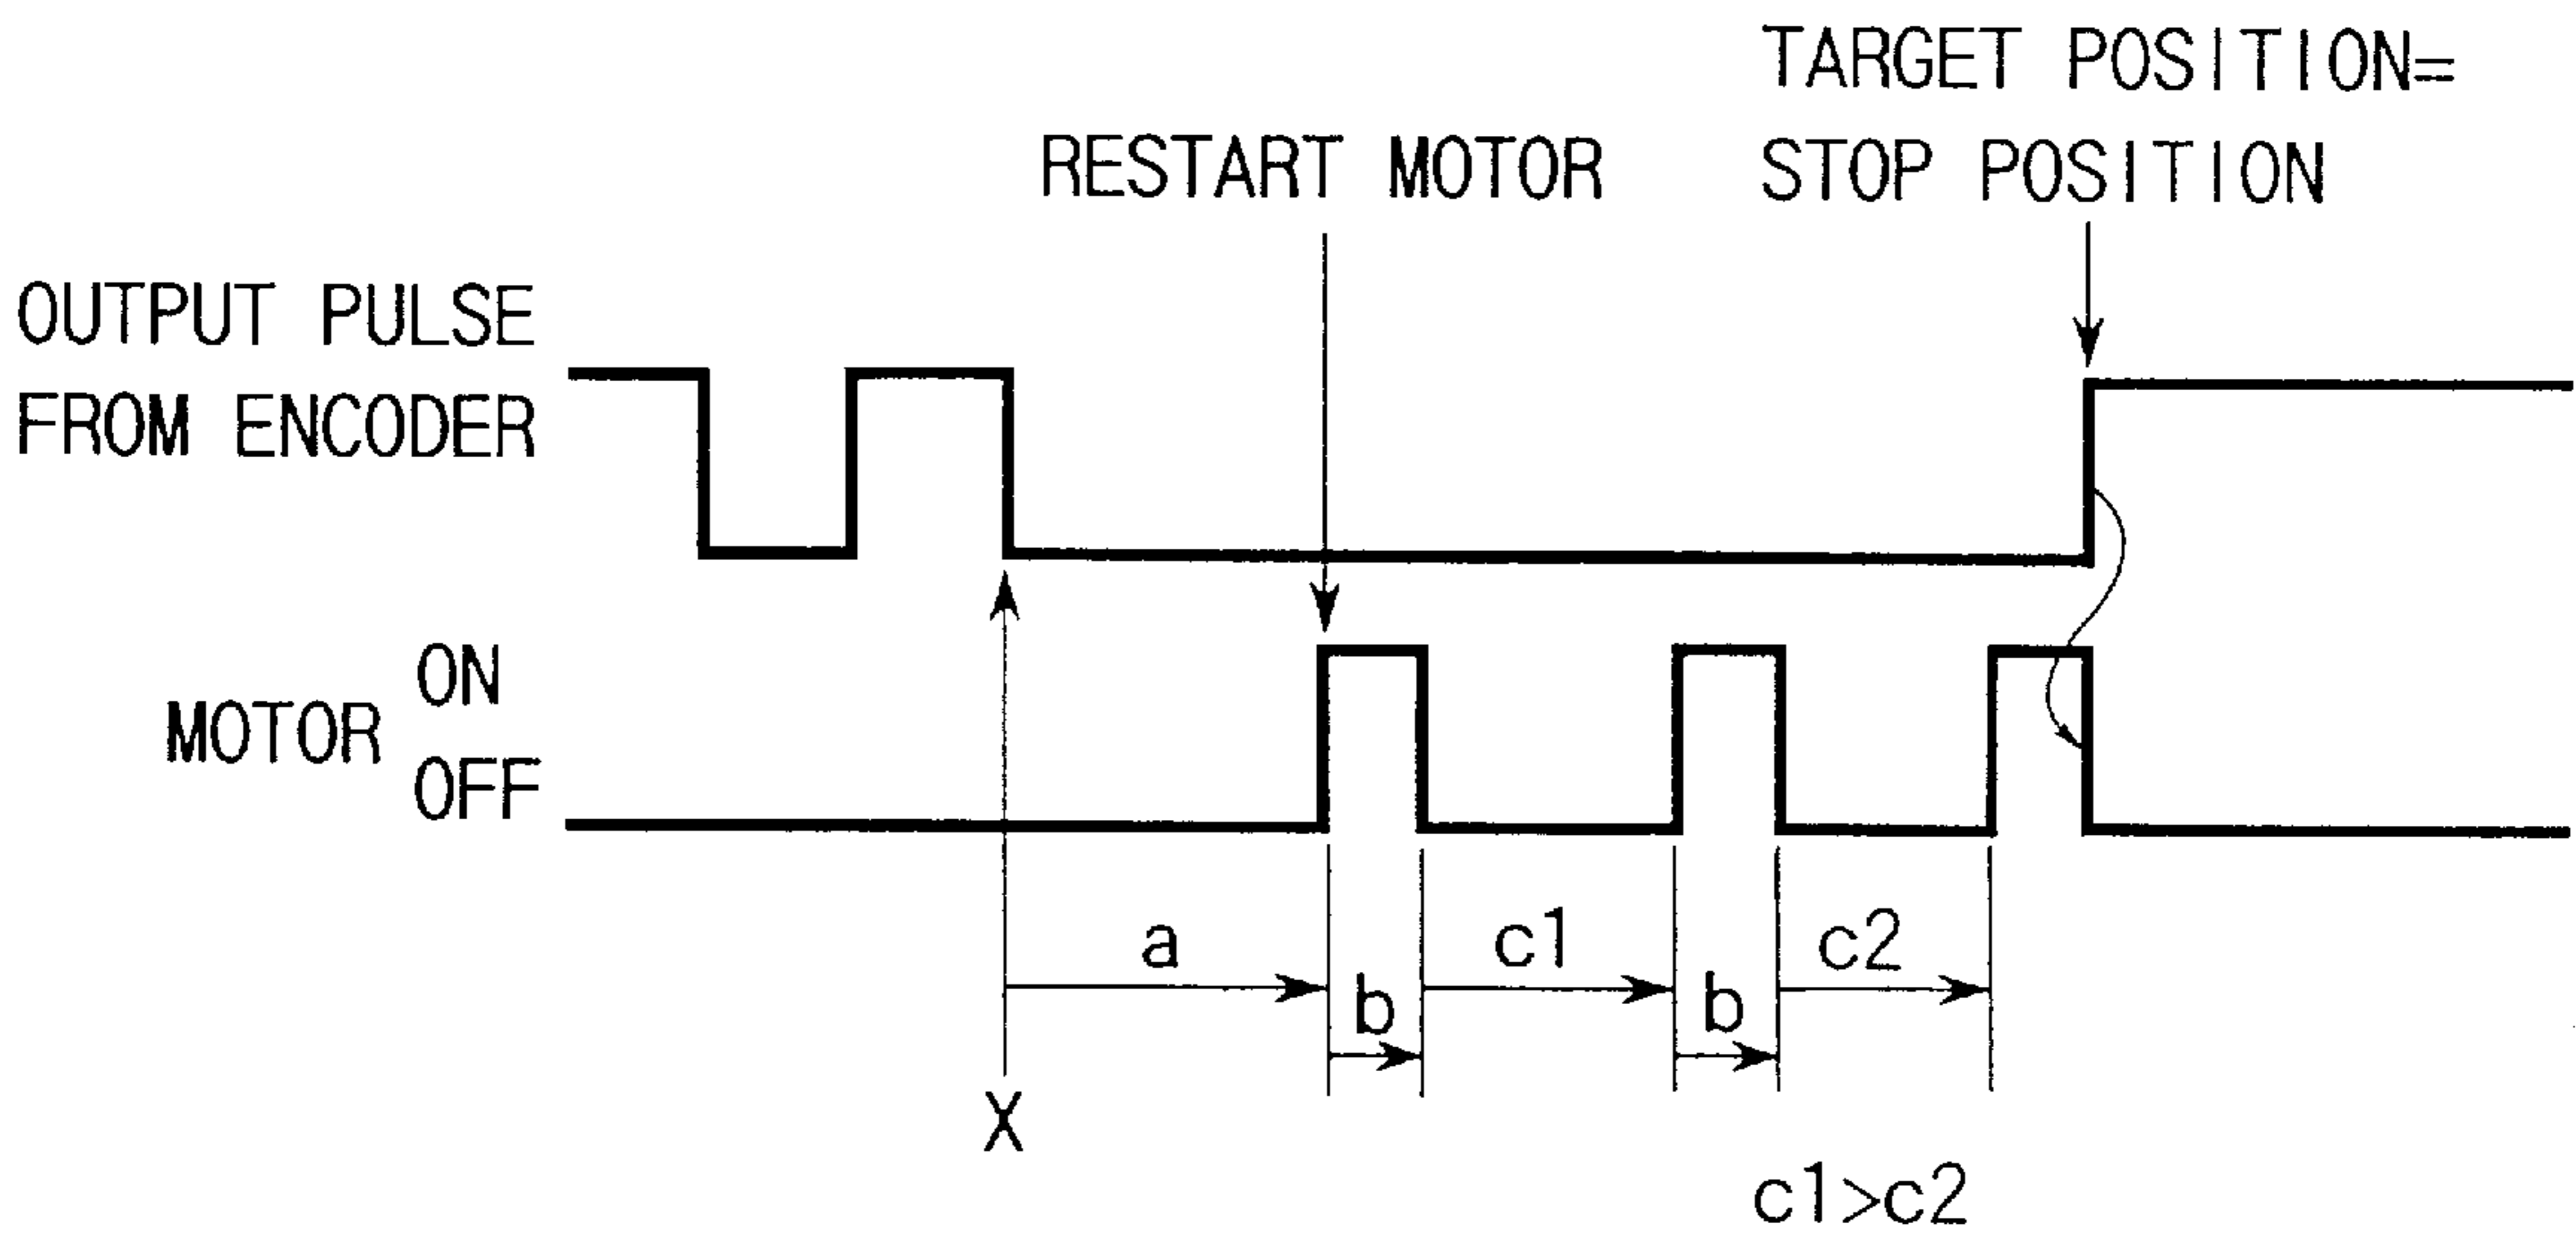 TARGET POSITION=
STOP POSITION
RESTART MOTOR
OUTPUT PULSE
FROM ENCODER
MOTOR
ON
OFF
a
b
c1
b
c2
X
c1>c2